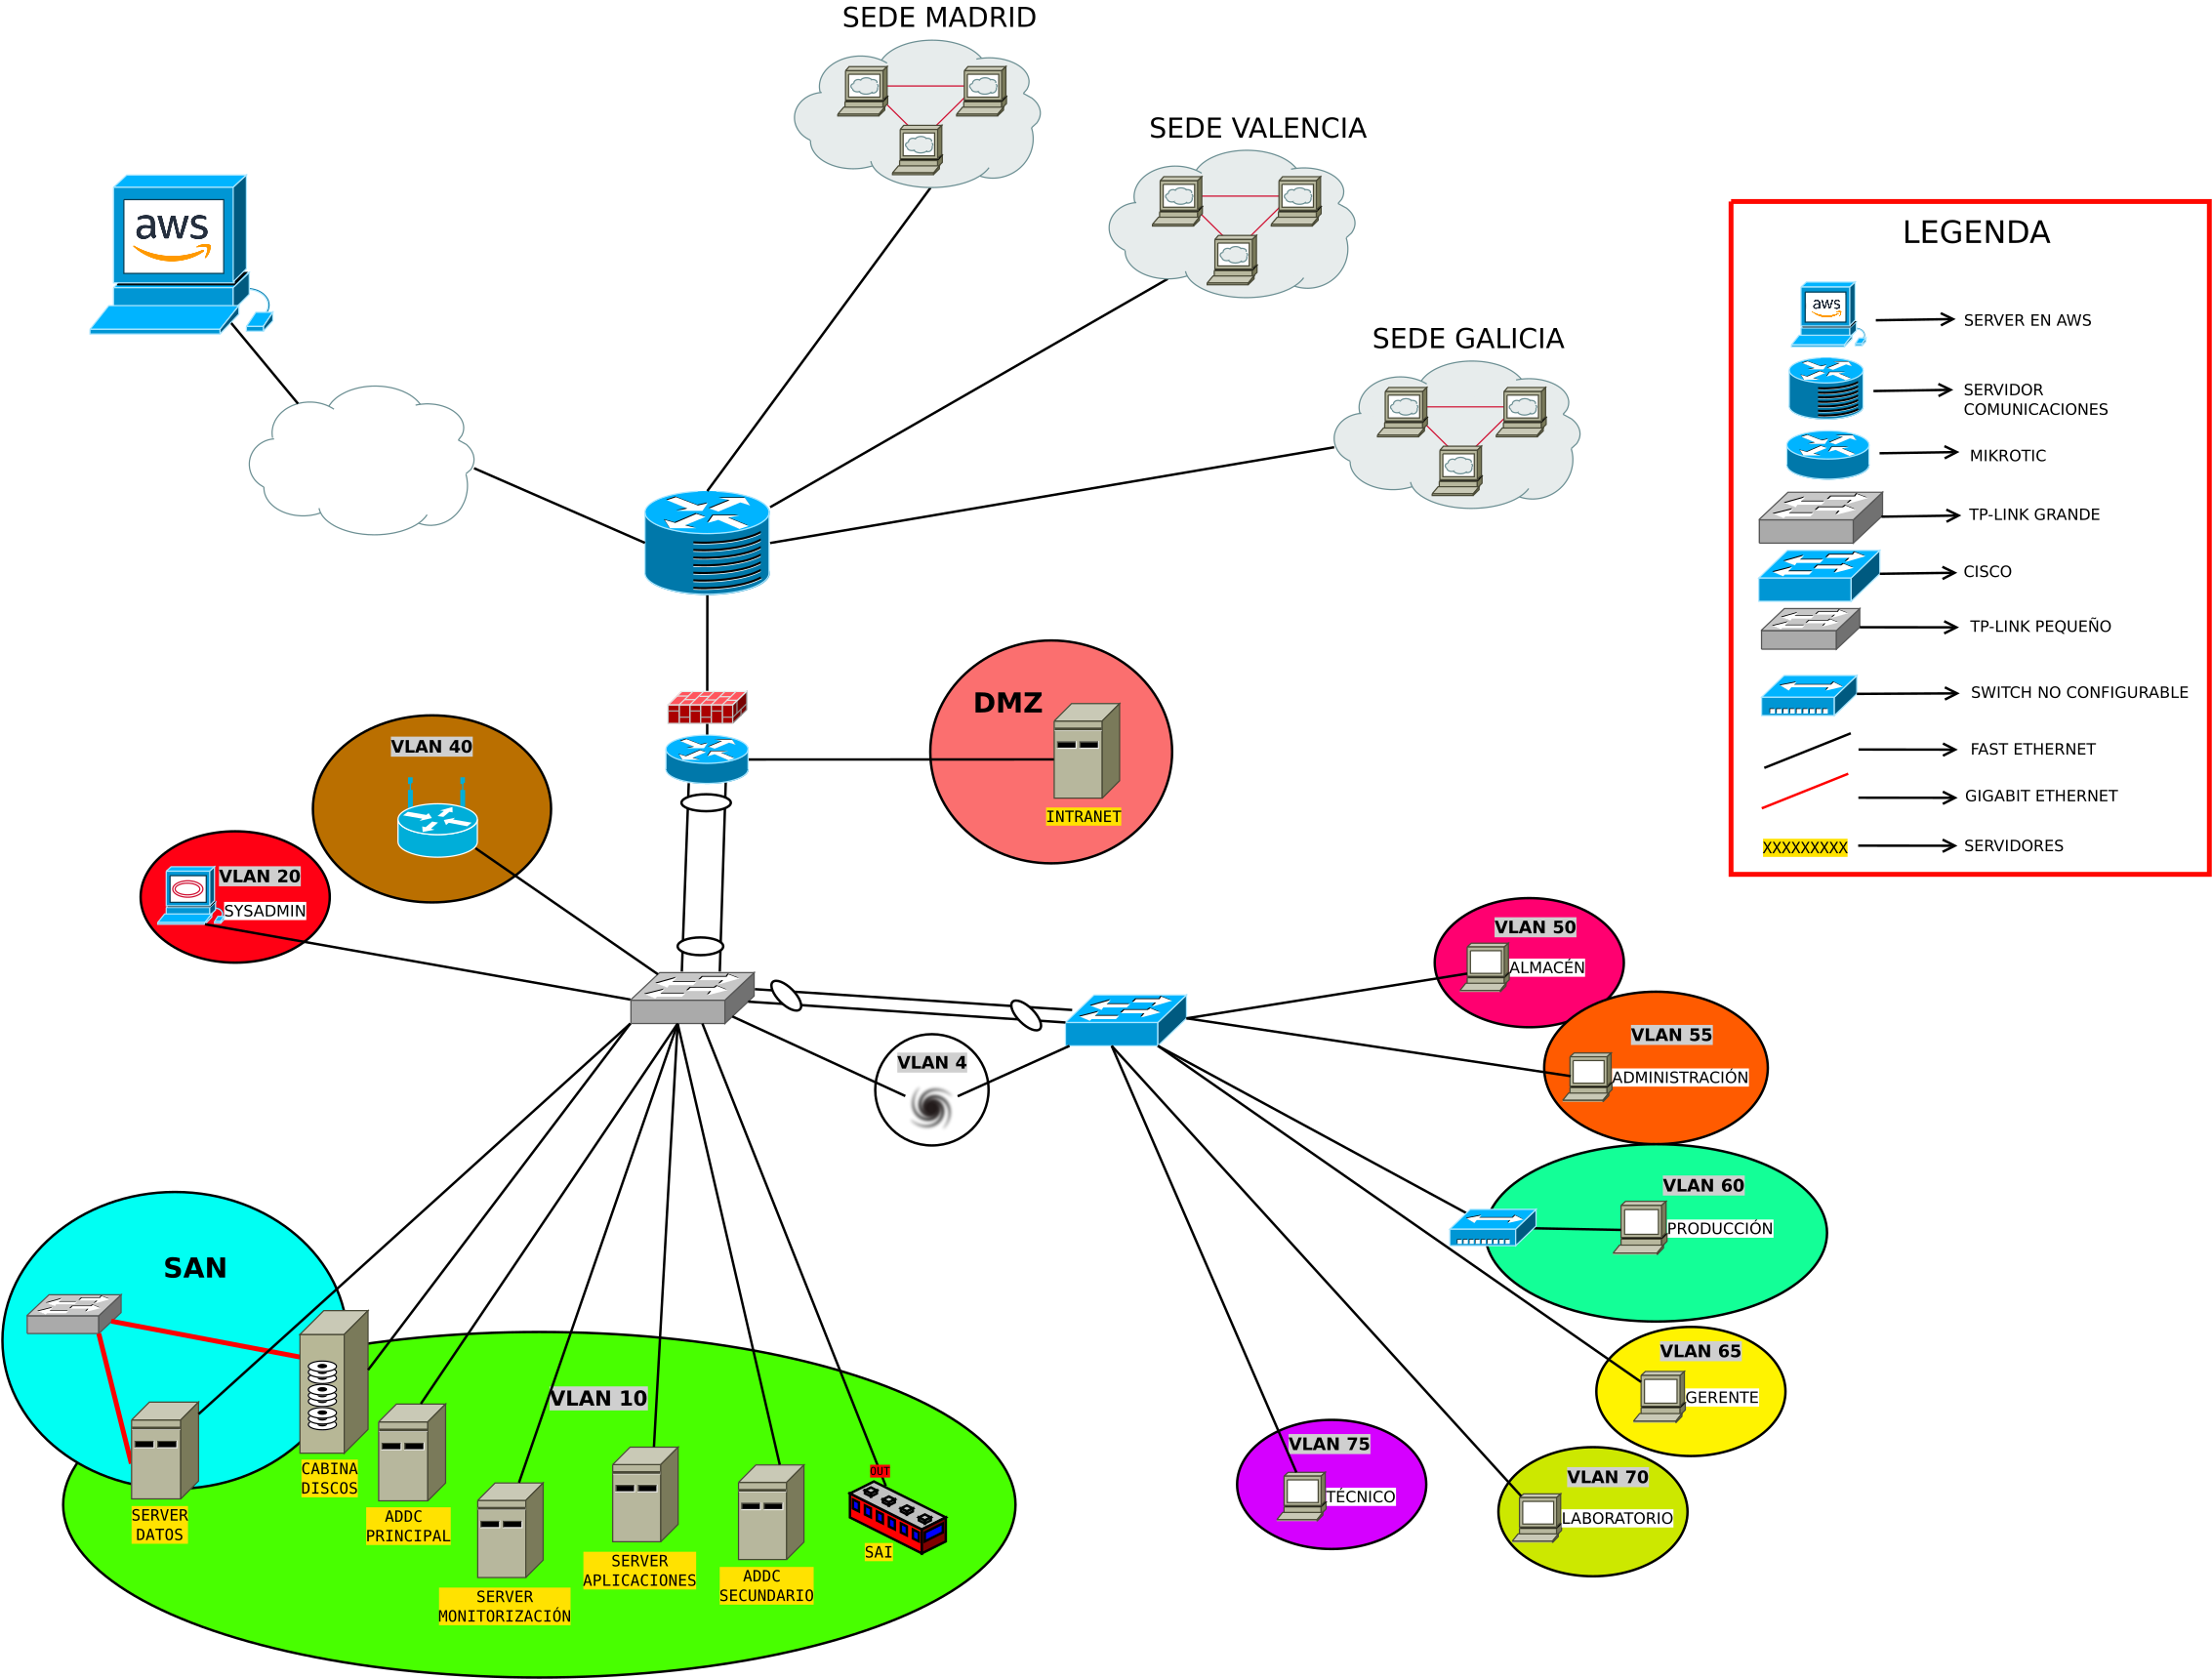 SEDE MADRID
SEDE VALENCIA
SEDE GALICIA
aws
LEGENDA
aws
SERVER EN AWS
SERVIDOR
COMUNICACIONES
MIKROTIC
TP-LINK GRANDE
CISCO
TP-LINK PEQUEÑO
SWITCH NO CONFIGURABLE
FAST ETHERNET
GIGABIT ETHERNET
XXXXXXXXX
SERVIDORES
DMZ
INTRANET
VLAN 40
VLAN 20
SYSADMIN
VLAN 4
VLAN 50
ALMACÉN
VLAN 55
ADMINISTRACIÓN
VLAN 60
PRODUCCIÓN
VLAN 65
GERENTE
VLAN 70
LABORATORIO
VLAN 75
TÉCNICO
SAN
VLAN 10
SERVER
DATOS
CABINA
DISCOS
ADDC
PRINCIPAL
SERVER
MONITORIZACIÓN
SERVER
APLICACIONES
ADDC
SECUNDARIO
OUT
SAI